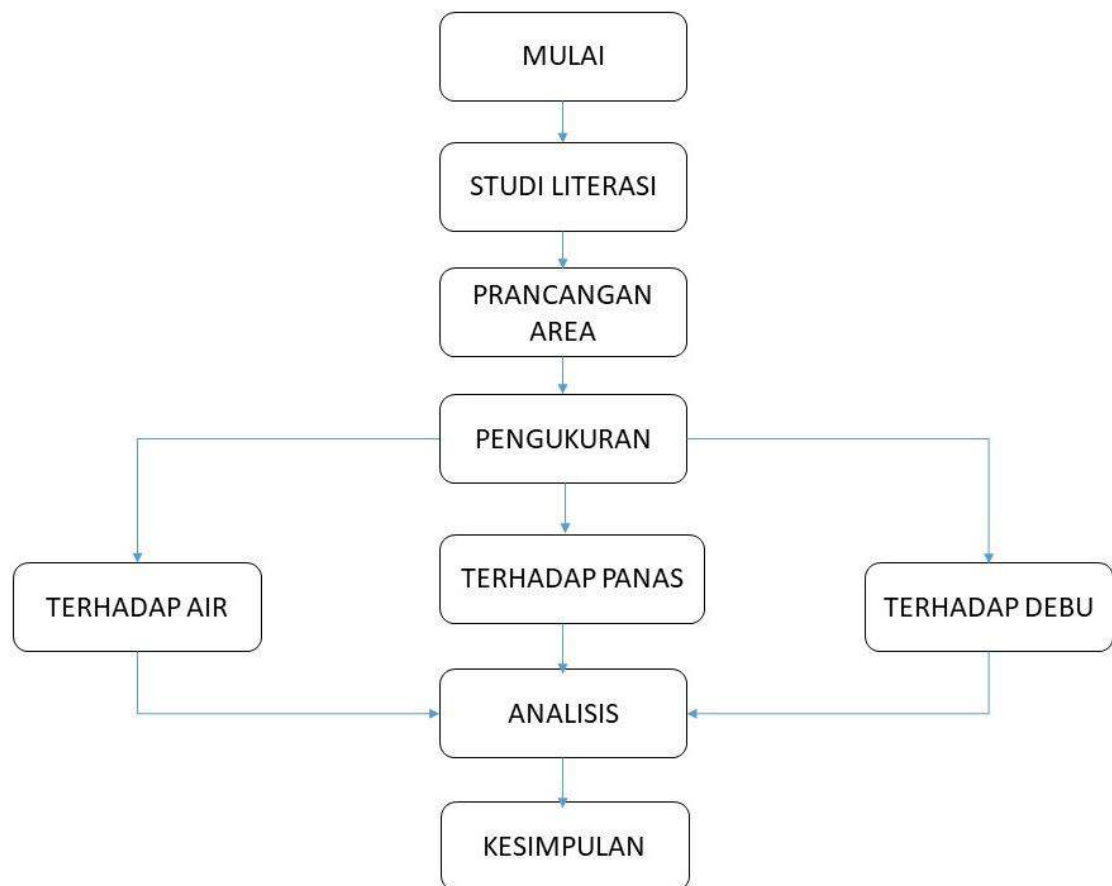 MULAI
STUDI LITERASI
PRANCANGAN
AREA
PENGUKURAN
TERHADAP AIR
TERHADAP PANAS
TERHADAP DEBU
ANALISIS
KESIMPULAN